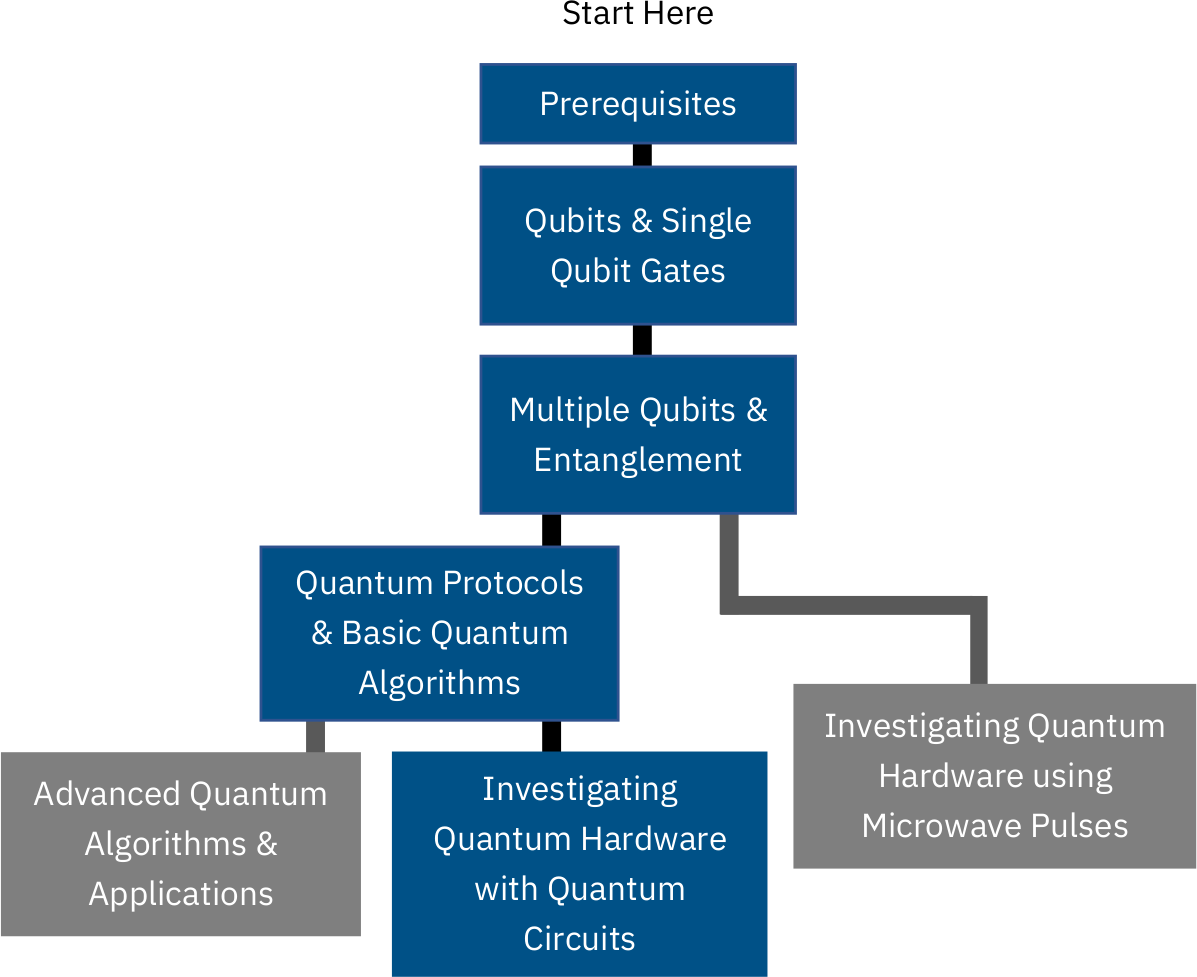 Start Here
Prerequisites
Qubits & Single
Qubit Gates
Multiple Qubits &
Entanglement
Quantum Protocols
& Basic Quantum
Algorithms
Investigating Quantum
Hardware using
Microwave Pulses
Advanced Quantum
Algorithms &
Applications
Investigating
Quantum Hardware
with Quantum
Circuits